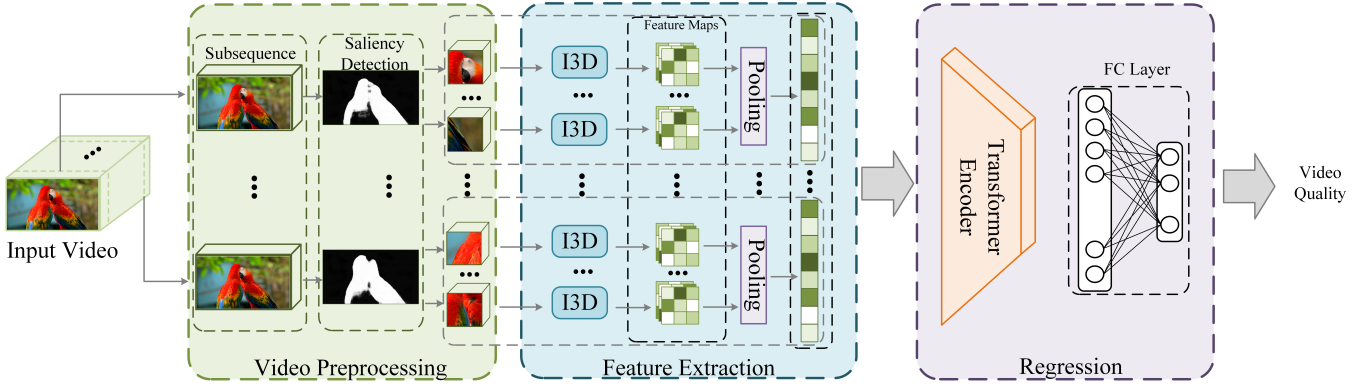 Input Video
Subsequence
Saliency
Detection
Video Preprocessing
Feature Maps
I3D
I3D
Pooling
I3D
I3D
Pooling
Feature Extraction
Transformer
Encoder
FC Layer
Regression
Video
Quality